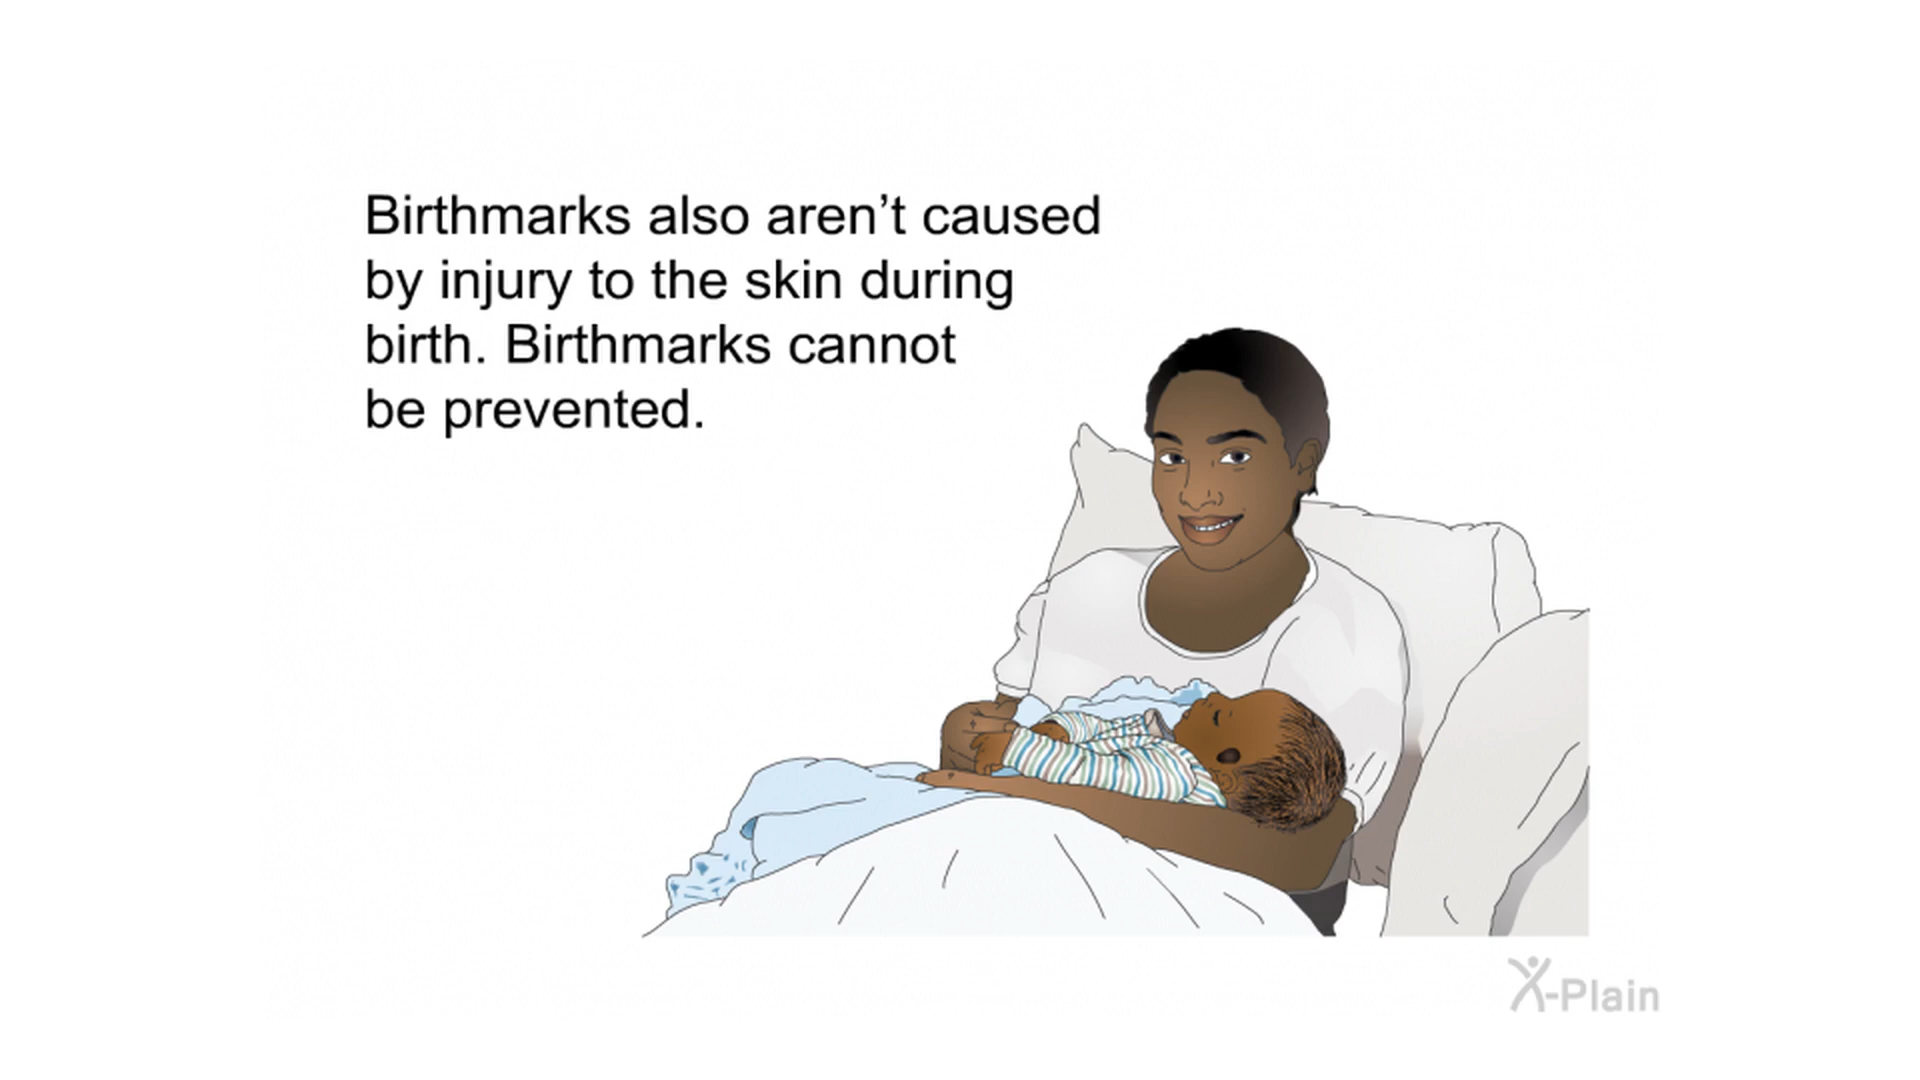 Birthmarks also aren’t caused
by injury to the skin during
birth. Birthmarks cannot
be prevented.
X-Plain